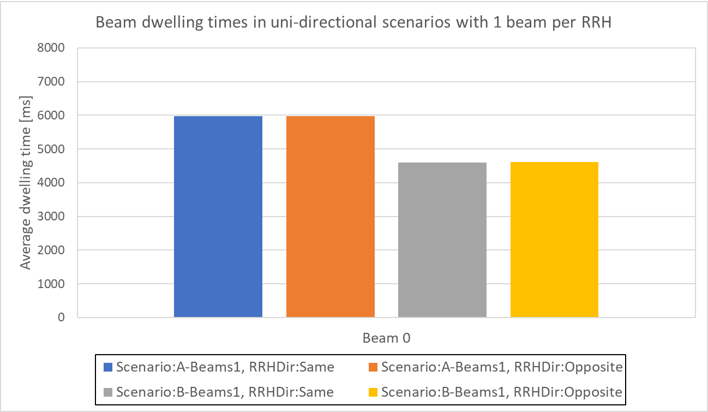 Beam dwelling times in uni-directional scenarios with 1 beam per RRH
Average dwelling time [ms]
8000
7000
6000
5000
4000
3000
2000
1000
0
Beam 0
Scenario:A-Beams1, RRHDir:Same
Scenario:A-Beams1, RRHDir:Opposite
Scenario:B-Beams1, RRHDir:Same
Scenario:B-Beams1, RRHDir:Opposite